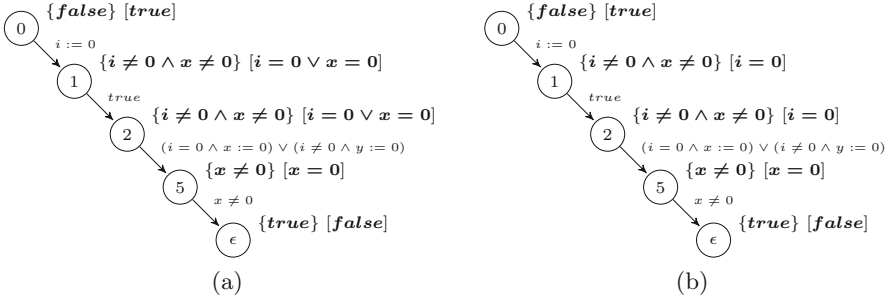 0 {false} [true]
i := 0
1 {i ≠ 0 ∧ x ≠ 0} [i = 0 ∨ x = 0]
true
2 {i ≠ 0 ∧ x ≠ 0} [i = 0 ∨ x = 0]
(i = 0 ∧ x := 0) ∨ (i ≠ 0 ∧ y := 0)
5 {x ≠ 0} [x = 0]
x ≠ 0
ϵ {true} [false]
(a)
0 {false} [true]
i := 0
1 {i ≠ 0 ∧ x ≠ 0} [i = 0]
true
2 {i ≠ 0 ∧ x ≠ 0} [i = 0]
(i = 0 ∧ x := 0) ∨ (i ≠ 0 ∧ y := 0)
5 {x ≠ 0} [x = 0]
x ≠ 0
ϵ {true} [false]
(b)